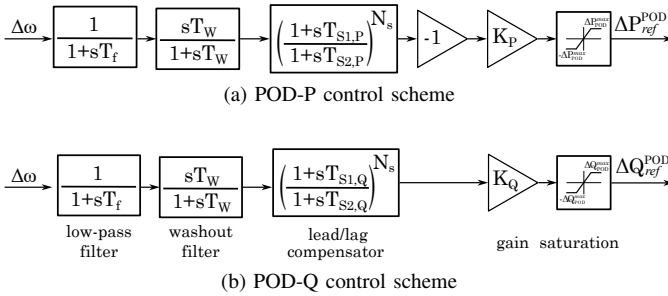 Δω 1/(1+sT_f) sT_W/(1+sT_W) ((1+sT_S1,P)/(1+sT_S2,P))^N_s -1 K_P ΔP_POD^max -ΔP_POD^max ΔP_ref^POD
(a) POD-P control scheme
Δω 1/(1+sT_f) sT_W/(1+sT_W) ((1+sT_S1,Q)/(1+sT_S2,Q))^N_s K_Q ΔQ_POD^max -ΔQ_POD^max ΔQ_ref^POD
low-pass filter
washout filter
lead/lag compensator
gain saturation
(b) POD-Q control scheme